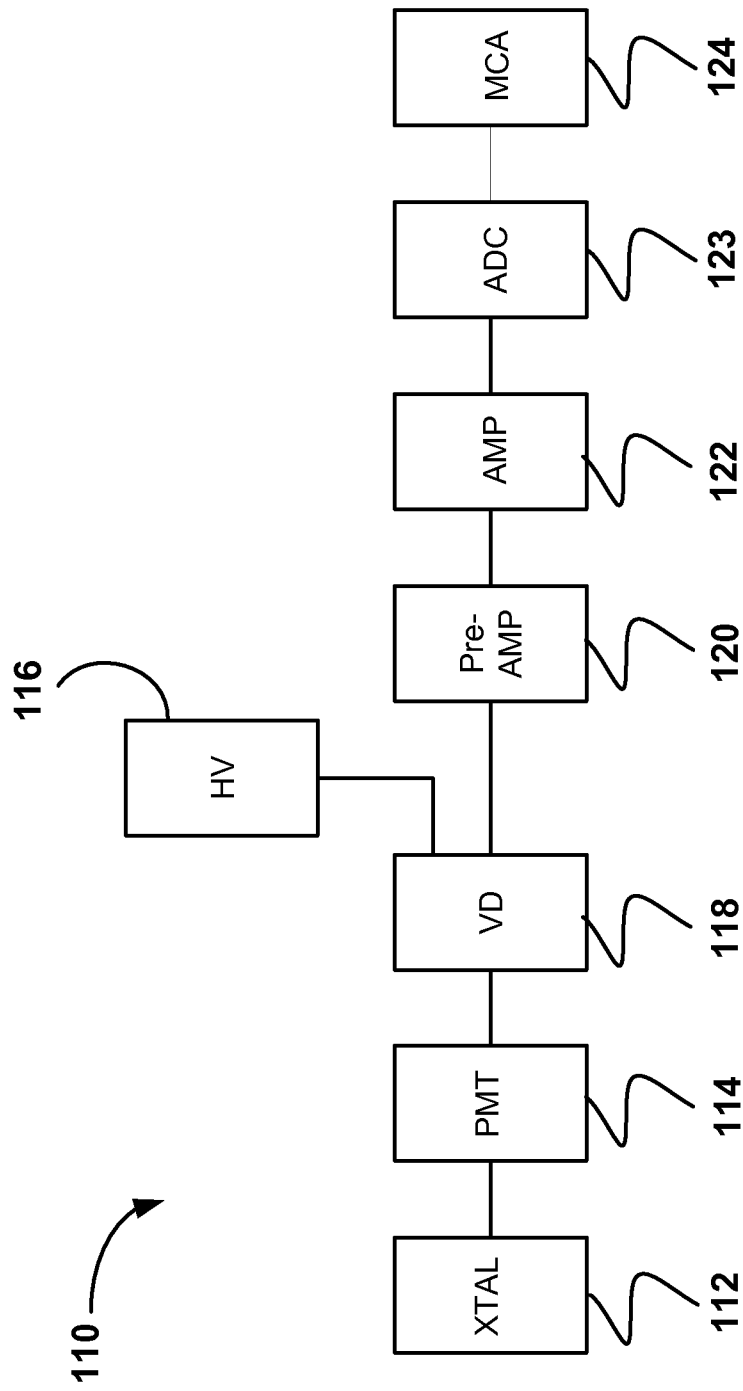 110
116
HV
XTAL
PMT
VD
Pre-
AMP
AMP
ADC
MCA
112
114
118
120
122
123
124